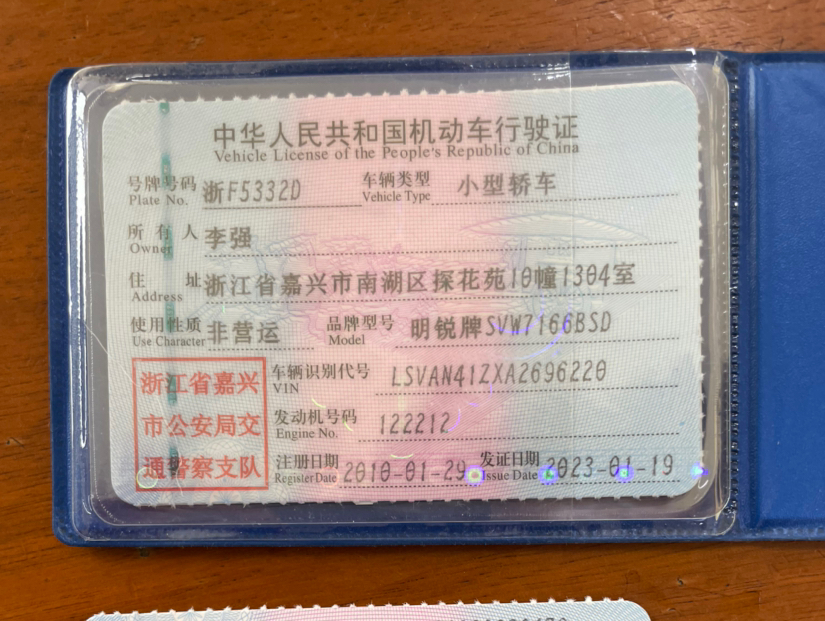 中华人民共和国机动车行驶证
Vehicle License of the People's Republic of China
号牌号码 浙F5332D 车辆类型 小型轿车
Plate No. Vehicle Type
所有人 李强
Owner
住址 浙江省嘉兴市南湖区探花苑10幢1304室
Address
使用性质 非营运 品牌型号 明锐牌SVW7166BSD
Use Character Model
浙江省嘉兴
市公安局交
通警察支队
车辆识别代号 LSVAN41ZXA2696220
VIN
发动机号码 122212
Engine No.
注册日期 2010-01-29 发证日期 2023-01-19
Register Date Issue Date